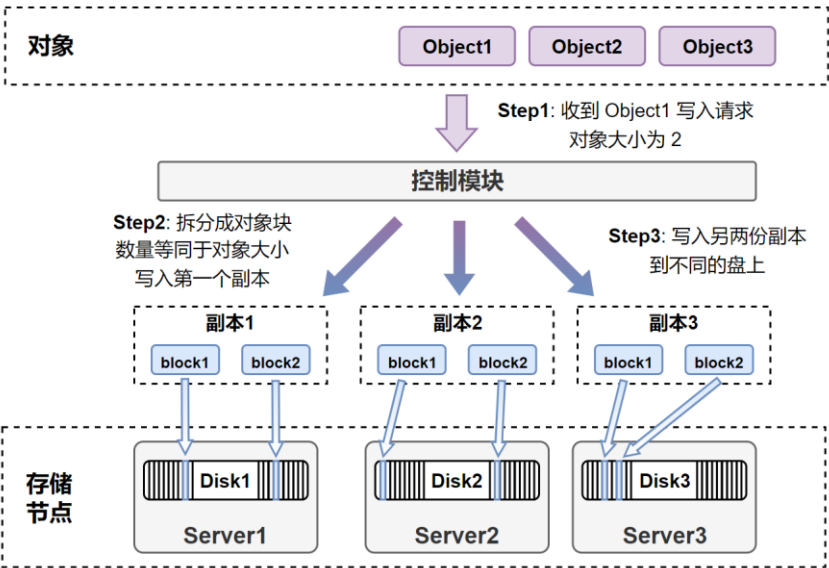 对象
Object1
Object2
Object3
Step1: 收到 Object1 写入请求
对象大小为 2
控制模块
Step2: 拆分成对象块
数量等同于对象大小
写入第一个副本
Step3: 写入另两份副本
到不同的盘上
副本1
副本2
副本3
block1
block2
block1
block2
block1
block2
存储
节点
Disk1
Disk2
Disk3
Server1
Server2
Server3